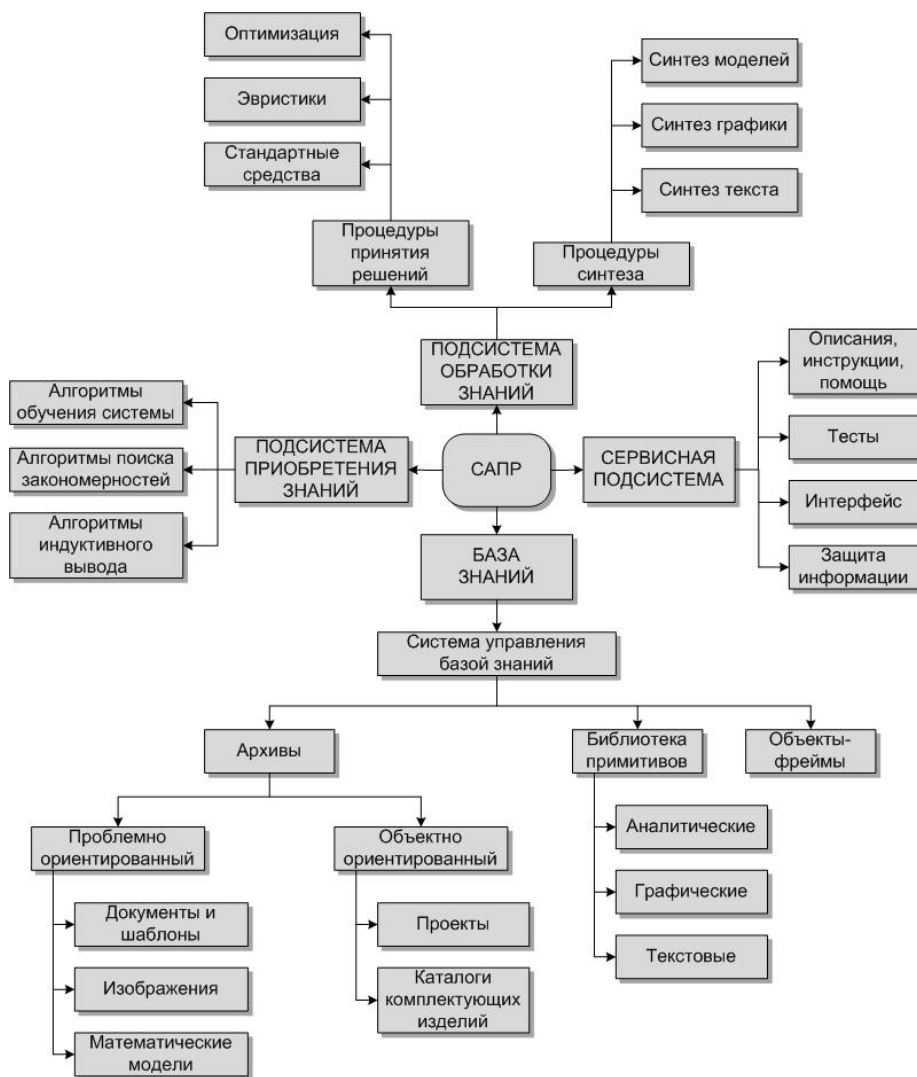 Оптимизация
Эвристики
Стандартные
средства
Процедуры
принятия
решений
Синтез моделей
Синтез графики
Синтез текста
Процедуры
синтеза
ПОДСИСТЕМА
ОБРАБОТКИ
ЗНАНИЙ
Алгоритмы
обучения системы
Алгоритмы поиска
закономерностей
Алгоритмы
индуктивного
вывода
ПОДСИСТЕМА
ПРИОБРЕТЕНИЯ
ЗНАНИЙ
САПР
СЕРВИСНАЯ
ПОДСИСТЕМА
Описания,
инструкции,
помощь
Тесты
Интерфейс
Защита
информации
БАЗА
ЗНАНИЙ
Система управления
базой знаний
Архивы
Библиотека
примитивов
Объекты-
фреймы
Проблемно
ориентированный
Документы и
шаблоны
Изображения
Математические
модели
Объектно
ориентированный
Проекты
Каталоги
комплектующих
изделий
Аналитические
Графические
Текстовые